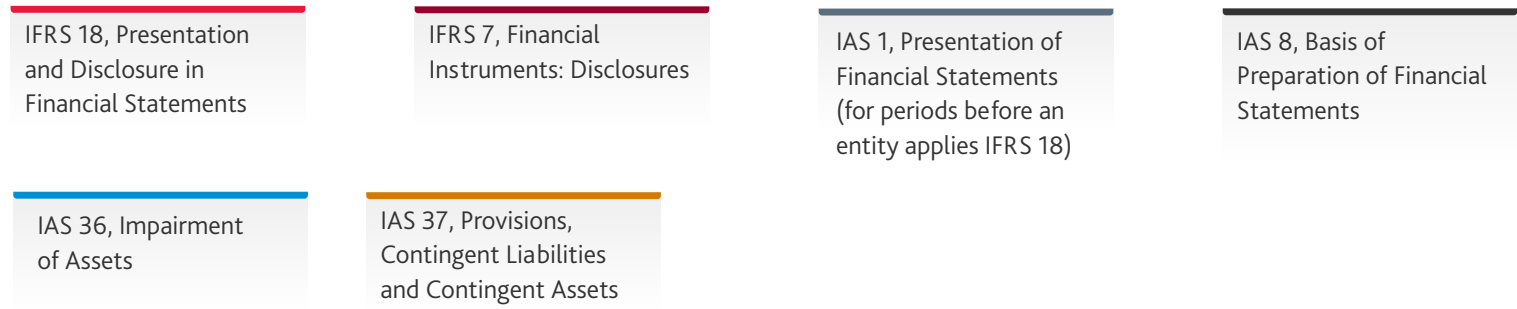 IFRS 18, Presentation
and Disclosure in
Financial Statements
IFRS 7, Financial
Instruments: Disclosures
IAS 1, Presentation of
Financial Statements
(for periods before an
entity applies IFRS 18)
IAS 8, Basis of
Preparation of Financial
Statements
IAS 36, Impairment
of Assets
IAS 37, Provisions,
Contingent Liabilities
and Contingent Assets